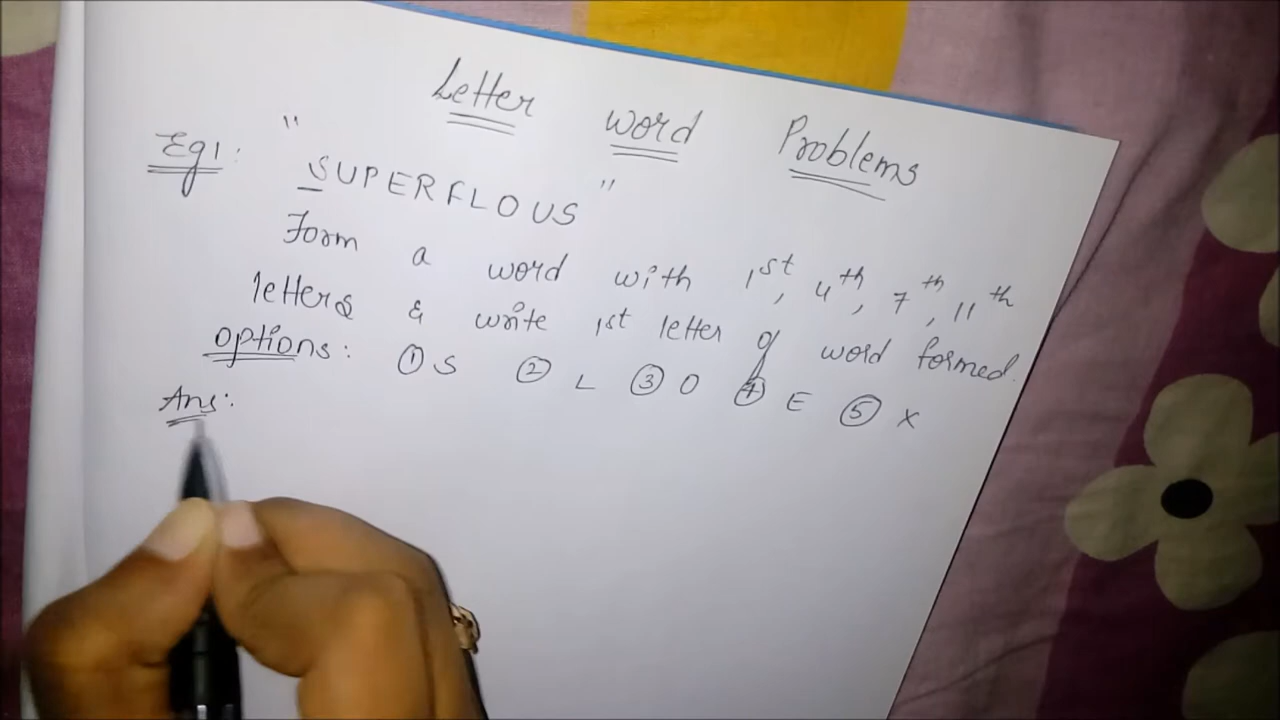 Letter word Problems
Eg1: "SUPERFLOUS"
Form a word with 1st, 4th, 7th, 11th
letters & write 1st letter of word formed.
Options: ① S ② L ③ O ④ E ⑤ X
Ans: